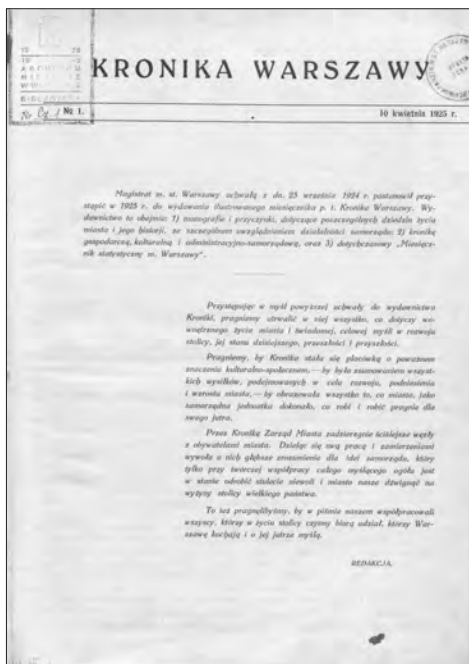 KRONIKA WARSZAWY
№ 1.
10 kwietnia 1925 r.
Magistrat m. st. Warszawy uchwałą z dn. 25 września 1924 r. postanowił przy-
stąpić w 1925 r. do wydawania ilustrowanego miesięcznika p. t. Kronika Warszawy. Wy-
dawnictwo to obejmie: 1) monografie i przyczynki, dotyczące poszczególnych dziedzin życia
miasta i jego historji, ze szczególnem uwzględnieniem działalności samorządu; 2) kronikę
gospodarczą, kulturalną i administracyjno-samorządową, oraz 3) dotychczasowy „Miesięcz-
nik statystyczny m. Warszawy".
Przystępując w myśl powyższej uchwały do wydawnictwa
Kroniki, pragniemy utrwalić w niej wszystko, co dotyczy we-
wnętrznego życia miasta i świadomej, celowej myśli w rozwoju
stolicy, jej stanu dzisiejszego, przeszłości i przyszłości.
Pragniemy, by Kronika stała się placówką o poważnem
znaczeniu kulturalno-społecznem,— by była zsumowaniem wszyst-
kich wysiłków, podejmowanych w celu rozwoju, podniesienia
i wzrostu miasta,— by obrazowała wszystko to, co miasto, jako
samorządna jednostka dokonało, co robi i robić pragnie dla
swego jutra.
Przez Kronikę Zarząd Miasta zadzierzgnie ściślejsze węzły
z obywatelami miasta. Dzieląc się swą pracą i zamierzeniami
wywoła u nich głębsze zrozumienie dla idei samorządu, który
tylko przy twórczej współpracy całego myślącego ogółu jest
w stanie odrobić stulecie niewoli i miasto nasze dźwignąć na
wyżyny stolicy wielkiego państwa.
To też pragnęlibyśmy, by w piśmie naszem współpracowali
wszyscy, którzy w życiu stolicy czynny biorą udział, którzy War-
szawę kochają i o jej jutrze myślą.
REDAKCJA.